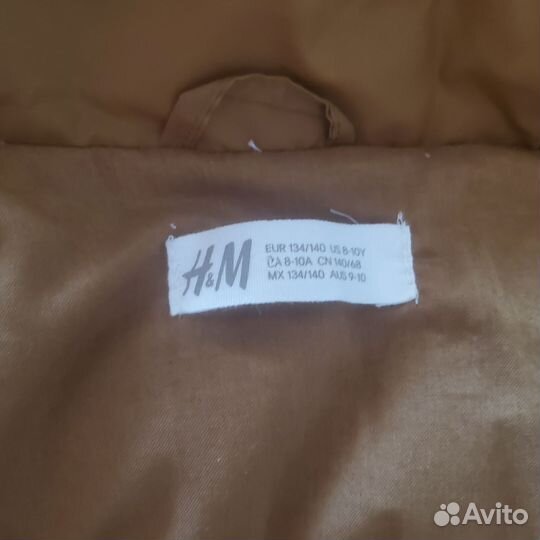 H&M
EUR 134/140 US 8-10Y
CA 8-10A CN 140/68
MX 134/140 AUS 9-10
Avito